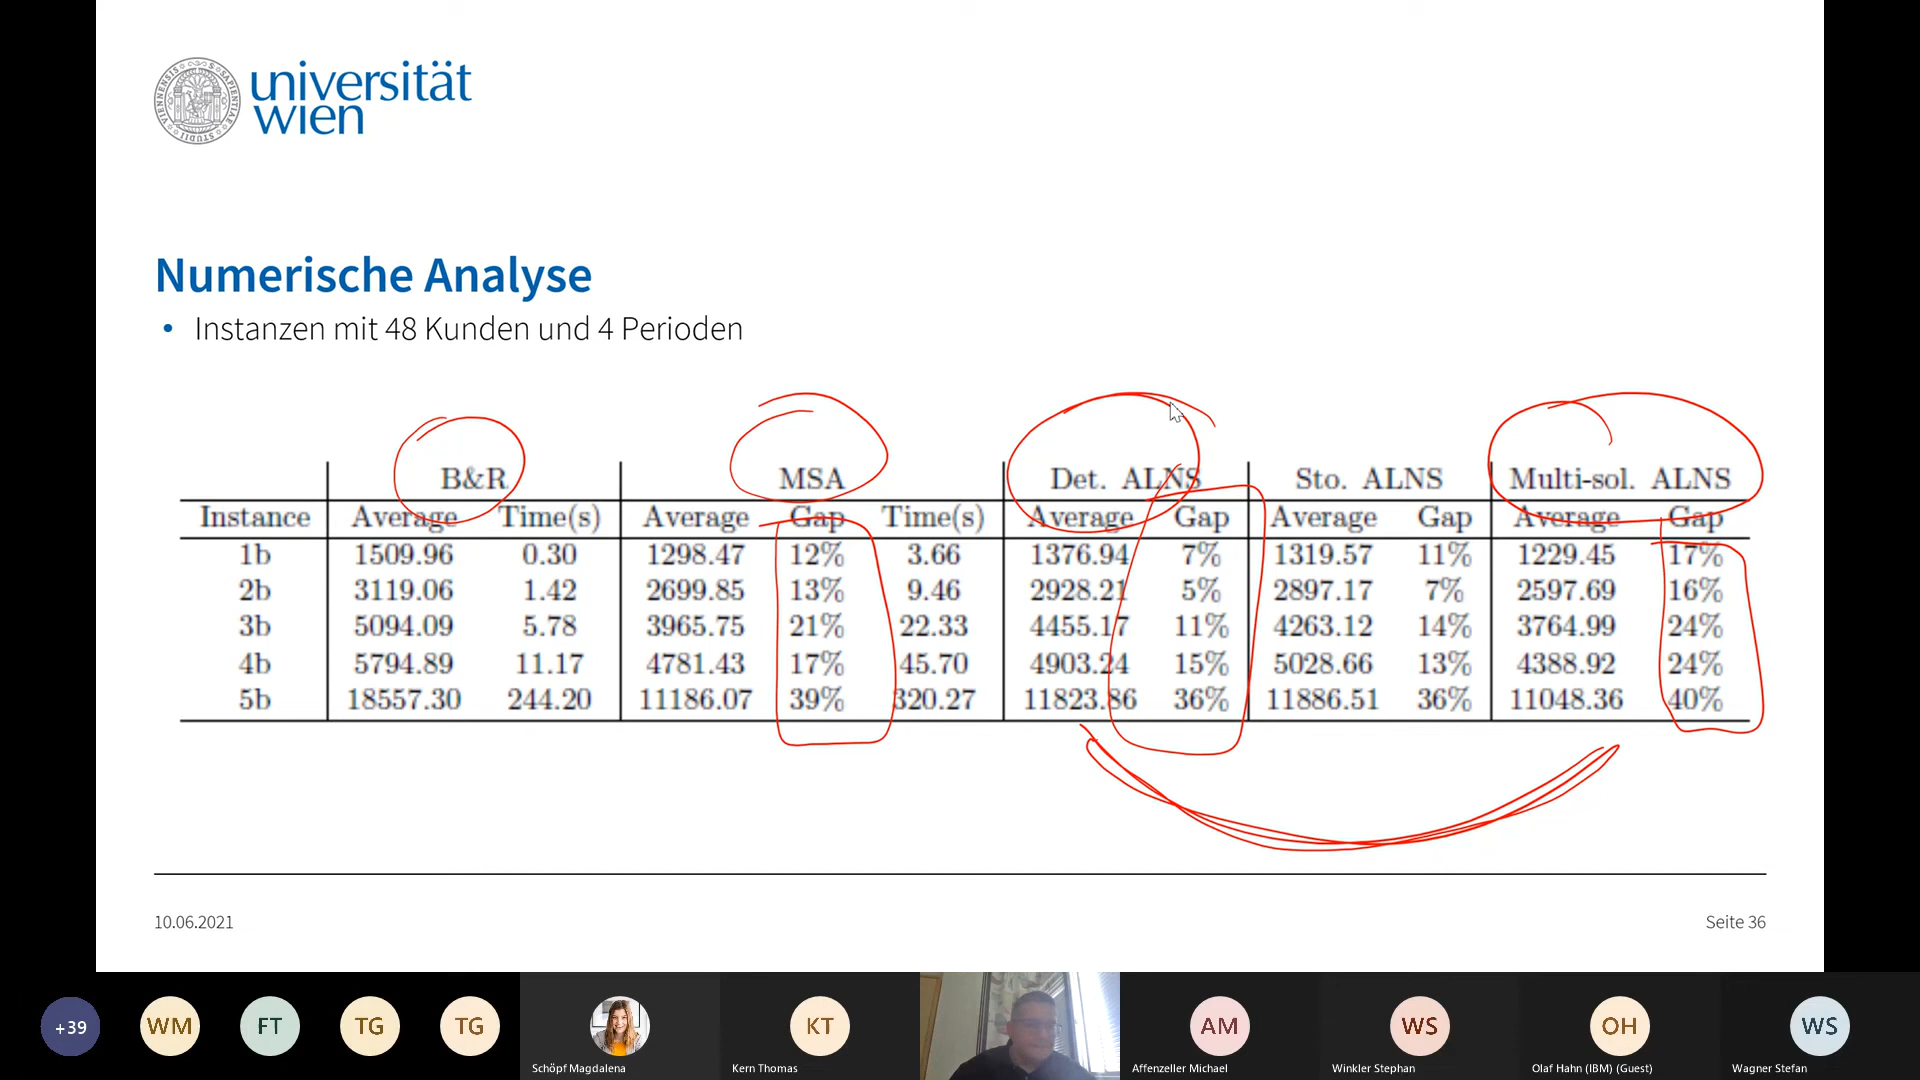 universität
wien
Numerische Analyse
• Instanzen mit 48 Kunden und 4 Perioden
B&R MSA Det. ALNS Sto. ALNS Multi-sol. ALNS
Instance Average Time(s) Average Gap Time(s) Average Gap Average Gap Average Gap
1b 1509.96 0.30 1298.47 12% 3.66 1376.94 7% 1319.57 11% 1229.45 17%
2b 3119.06 1.42 2699.85 13% 9.46 2928.21 5% 2897.17 7% 2597.69 16%
3b 5094.09 5.78 3965.75 21% 22.33 4455.17 11% 4263.12 14% 3764.99 24%
4b 5794.89 11.17 4781.43 17% 45.70 4903.24 15% 5028.66 13% 4388.92 24%
5b 18557.30 244.20 11186.07 39% 320.27 11823.86 36% 11886.51 36% 11048.36 40%
10.06.2021 Seite 36
+39 WM FT TG TG KT AM WS OH WS
Schöpf Magdalena Kern Thomas Affenzeller Michael Winkler Stephan Olaf Hahn (IBM) (Guest) Wagner Stefan